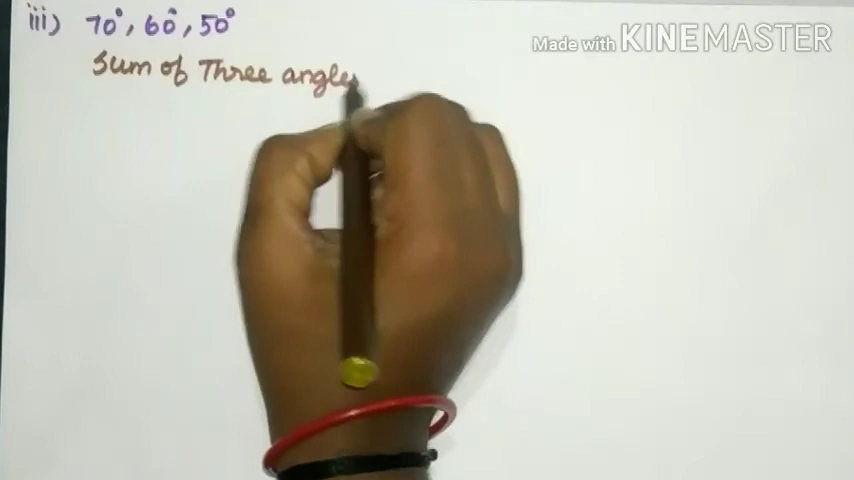 iii) 70°, 60°, 50°
Made with KINEMASTER
Sum of Three angles